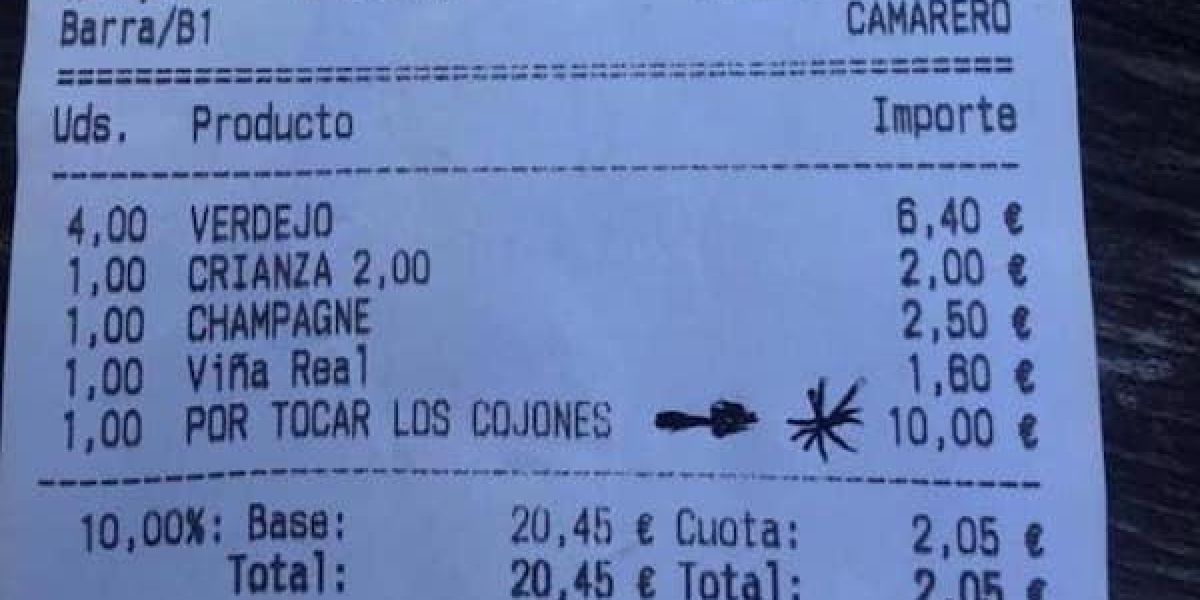 Barra/B1 CAMARERO
==================================================
Uds. Producto Importe
--------------------------------------------------
4,00 VERDEJO 6,40 €
1,00 CRIANZA 2,00 2,00 €
1,00 CHAMPAGNE 2,50 €
1,00 Viña Real 1,60 €
1,00 POR TOCAR LOS COJONES 10,00 €
--------------------------------------------------
10,00%: Base: 20,45 € Cuota: 2,05 €
Total: 20,45 € Total: 2,05 €